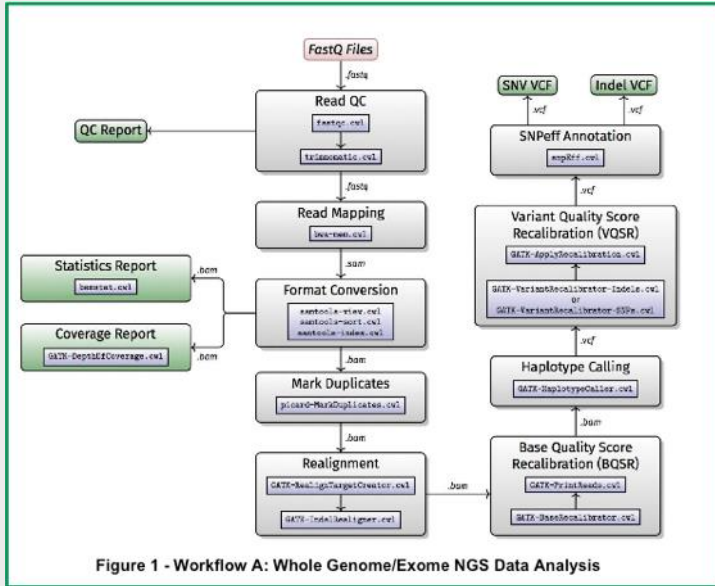 FastQ Files
.fastq
Read QC
fastqc.cwl
trimmomatic.cwl
QC Report
.fastq
Read Mapping
bwa-mem.cwl
.sam
Format Conversion
samtools-view.cwl
samtools-sort.cwl
samtools-index.cwl
.bam
Statistics Report
bamstat.cwl
.bam
Coverage Report
GATK-DepthOfCoverage.cwl
.bam
Mark Duplicates
picard-MarkDuplicates.cwl
.bam
Realignment
GATK-RealignTargetCreator.cwl
GATK-IndelRealigner.cwl
.bam
Base Quality Score
Recalibration (BQSR)
GATK-PrintReads.cwl
GATK-BaseRecalibrator.cwl
.bam
Haplotype Calling
GATK-HaplotypeCaller.cwl
.vcf
Variant Quality Score
Recalibration (VQSR)
GATK-ApplyRecalibration.cwl
GATK-VariantRecalibrator-Indels.cwl
or
GATK-VariantRecalibrator-SNPs.cwl
.vcf
SNPeff Annotation
snpEff.cwl
.vcf
.vcf
SNV VCF
Indel VCF
Figure 1 - Workflow A: Whole Genome/Exome NGS Data Analysis